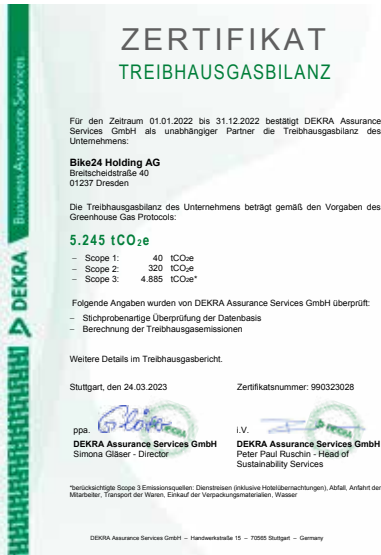 ZERTIFIKAT
TREIBHAUSGASBILANZ
Für den Zeitraum 01.01.2022 bis 31.12.2022 bestätigt DEKRA Assurance
Services GmbH als unabhängiger Partner die Treibhausgasbilanz des
Unternehmens:
Bike24 Holding AG
Breitscheidstraße 40
01237 Dresden
Die Treibhausgasbilanz des Unternehmens beträgt gemäß den Vorgaben des
Greenhouse Gas Protocols:
5.245 tCO₂e
– Scope 1: 40 tCO₂e
– Scope 2: 320 tCO₂e
– Scope 3: 4.885 tCO₂e*
Folgende Angaben wurden von DEKRA Assurance Services GmbH überprüft:
– Stichprobenartige Überprüfung der Datenbasis
– Berechnung der Treibhausgasemissionen
Weitere Details im Treibhausgasbericht.
Stuttgart, den 24.03.2023 Zertifikatsnummer: 990323028
ppa. i.V.
DEKRA Assurance Services GmbH DEKRA Assurance Services GmbH
Simona Gläser - Director Peter Paul Ruschin - Head of
Sustainability Services
*berücksichtigte Scope 3 Emissionsquellen: Dienstreisen (inklusive Hotelübernachtungen), Abfall, Anfahrt der
Mitarbeiter, Transport der Waren, Einkauf der Verpackungsmaterialien, Wasser
DEKRA Assurance Services GmbH – Handwerkstraße 15 – 70565 Stuttgart – Germany
DEKRA Business Assurance Services.